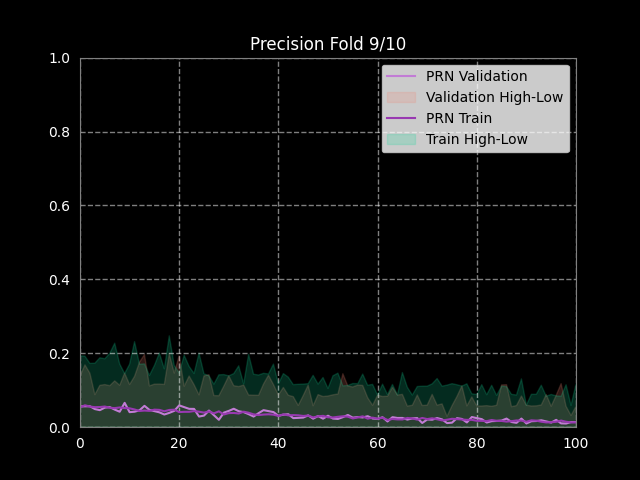 Precision Fold 9/10
1.0
0.8
0.6
0.4
0.2
0.0
0 20 40 60 80 100
PRN Validation
Validation High-Low
PRN Train
Train High-Low